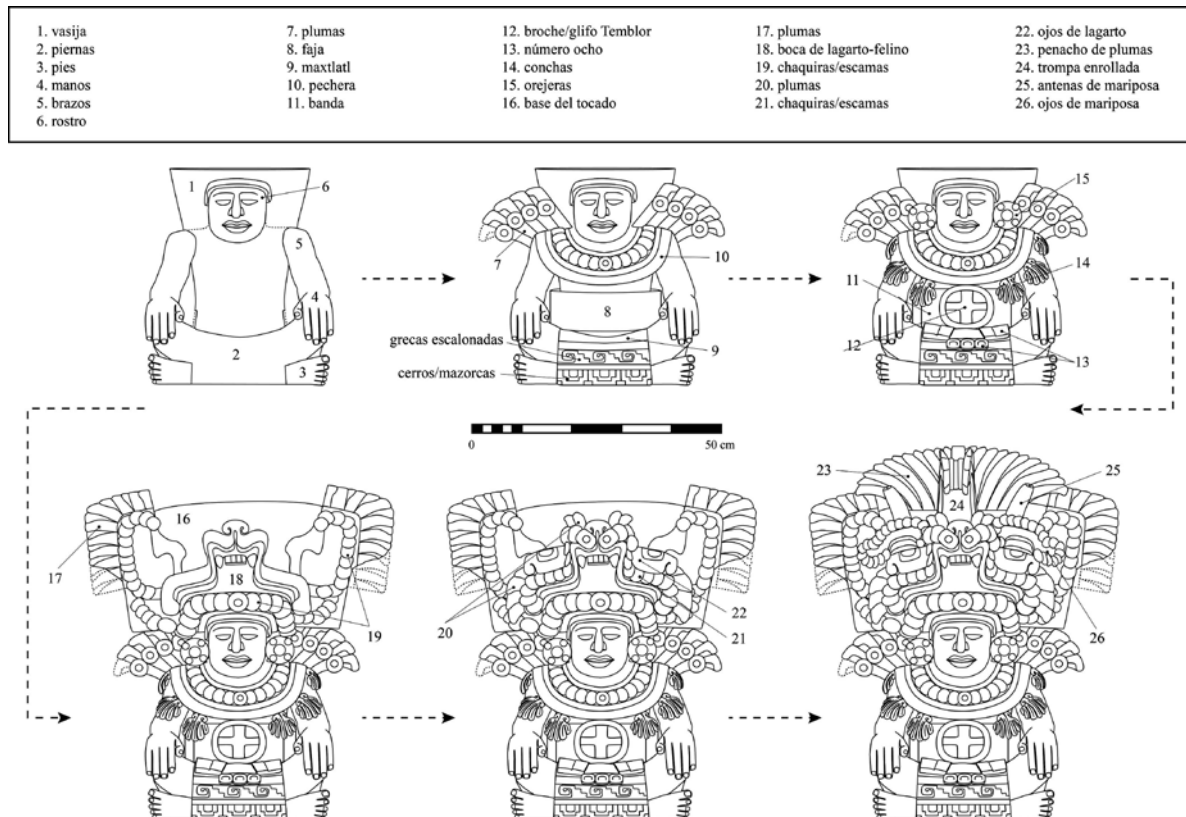 1. vasija
2. piernas
3. pies
4. manos
5. brazos
6. rostro
7. plumas
8. faja
9. maxtlatl
10. pechera
11. banda
12. broche/glifo Temblor
13. número ocho
14. conchas
15. orejeras
16. base del tocado
17. plumas
18. boca de lagarto-felino
19. chaquiras/escamas
20. plumas
21. chaquiras/escamas
22. ojos de lagarto
23. penacho de plumas
24. trompa enrollada
25. antenas de mariposa
26. ojos de mariposa
1
6
5
4
2
3
7
10
8
grecas escalonadas
9
cerros/mazorcas
15
14
11
12
13
0
50 cm
16
17
18
19
20
22
21
23
24
25
26